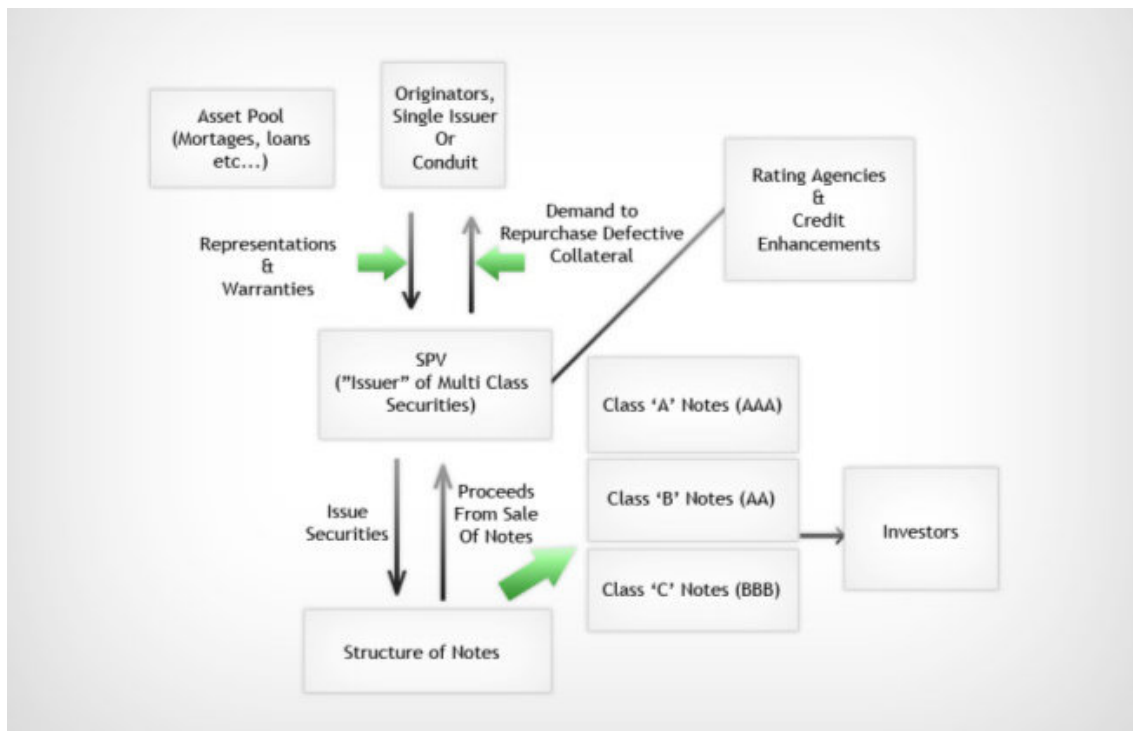 Asset Pool
(Mortages, loans
etc...)
Originators,
Single Issuer
Or
Conduit
Rating Agencies
&
Credit
Enhancements
Representations
&
Warranties
Demand to
Repurchase Defective
Collateral
SPV
("Issuer" of Multi Class
Securities)
Class 'A' Notes (AAA)
Class 'B' Notes (AA)
Class 'C' Notes (BBB)
Investors
Issue
Securities
Proceeds
From Sale
Of Notes
Structure of Notes